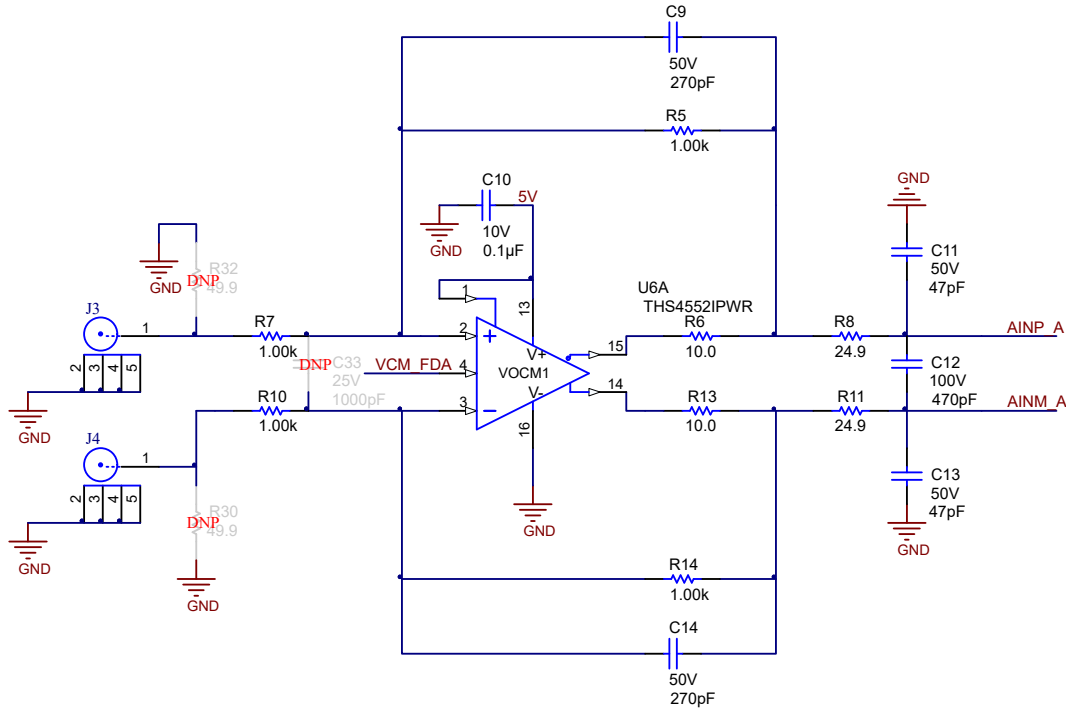 C9
50V
270pF
R5
1.00k
C10
5V
10V
0.1µF
GND
GND
C11
50V
47pF
R32
DNP
49.9
GND
J3
1
2
3
4
5
GND
R7
1.00k
DNP
C33
25V
1000pF
VCM_FDA
1
2
4
3
13
16
V+
VOCM1
V-
U6A
THS4552IPWR
15
14
R6
10.0
R8
24.9
AINP_A
C12
100V
470pF
R10
1.00k
R13
10.0
R11
24.9
AINM_A
J4
1
2
3
4
5
GND
R30
DNP
49.9
GND
GND
C13
50V
47pF
GND
R14
1.00k
C14
50V
270pF